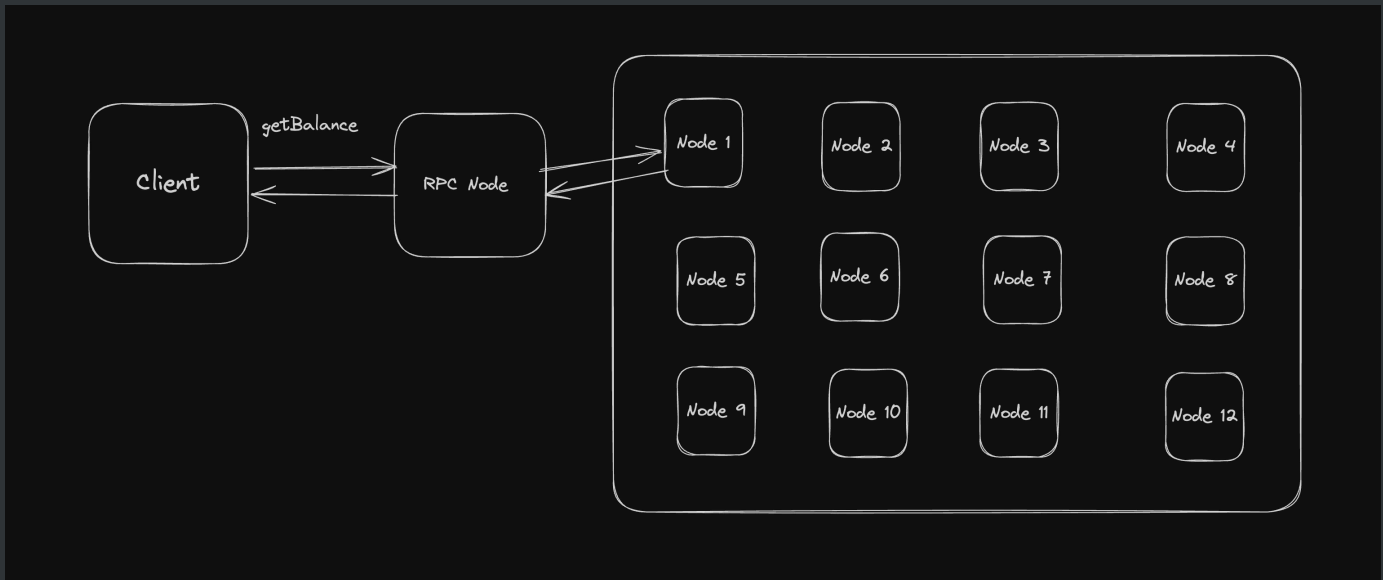 getBalance
Client
RPC Node
Node 1
Node 2
Node 3
Node 4
Node 5
Node 6
Node 7
Node 8
Node 9
Node 10
Node 11
Node 12